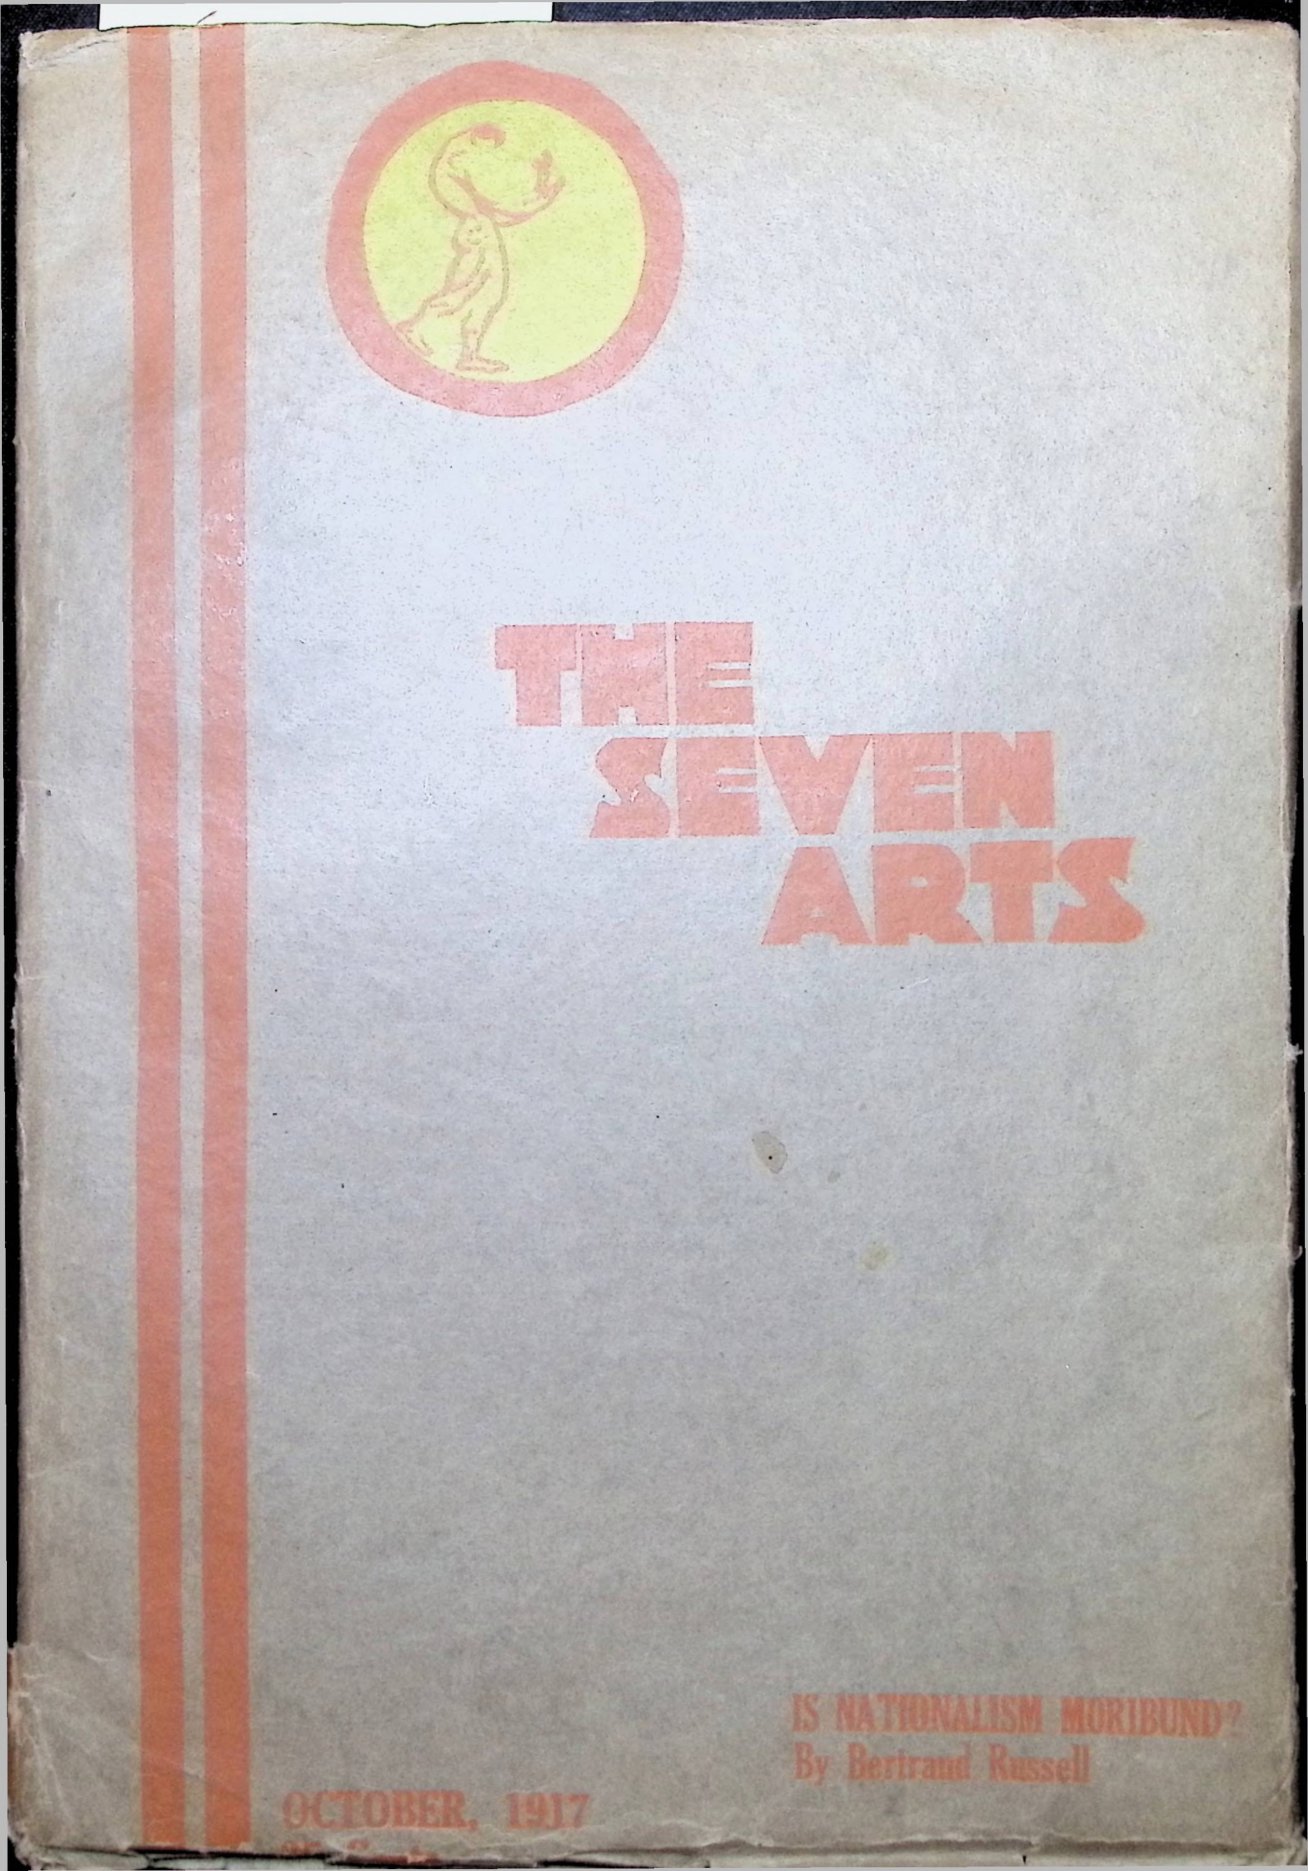 THE
SEVEN
ARTS
IS NATIONALISM MORIBUND?
By Bertrand Russell
OCTOBER, 1917